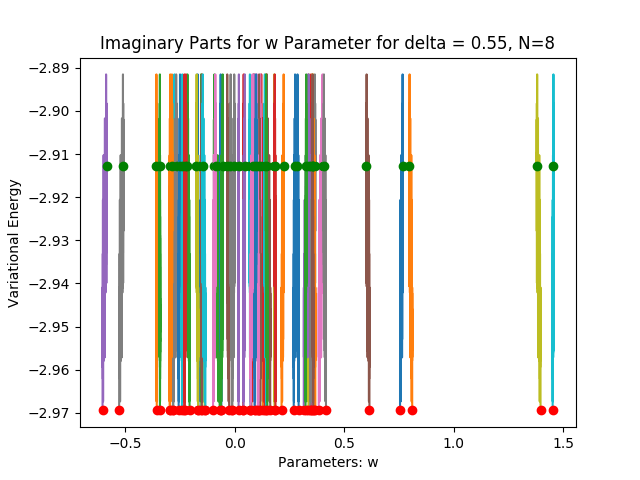 Imaginary Parts for w Parameter for delta = 0.55, N=8
−2.89
−2.90
−2.91
−2.92
−2.93
−2.94
−2.95
−2.96
−2.97
Variational Energy
−0.5 0.0 0.5 1.0 1.5
Parameters: w